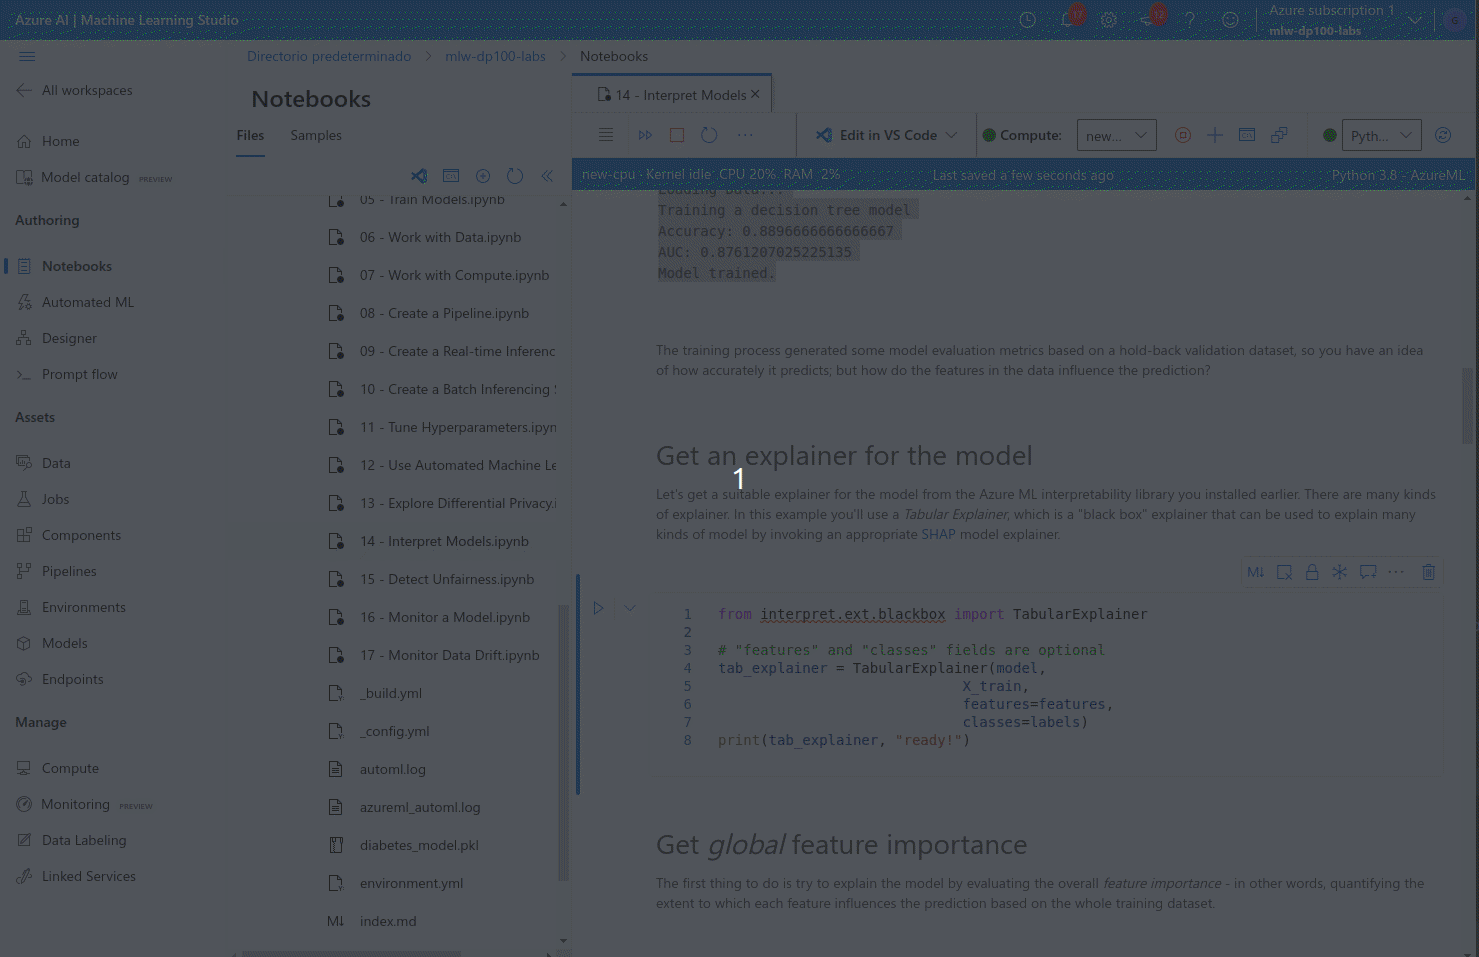 Azure AI | Machine Learning Studio
17
12
Azure subscription 1
mlw-dp100-labs
G
All workspaces
Home
Model catalog PREVIEW
Authoring
Notebooks
Automated ML
Designer
Prompt flow
Assets
Data
Jobs
Components
Pipelines
Environments
Models
Endpoints
Manage
Compute
Monitoring PREVIEW
Data Labeling
Linked Services
Directorio predeterminado > mlw-dp100-labs > Notebooks
Notebooks
Files Samples
05 - Train Models.ipynb
06 - Work with Data.ipynb
07 - Work with Compute.ipynb
08 - Create a Pipeline.ipynb
09 - Create a Real-time Inferenc
10 - Create a Batch Inferencing S
11 - Tune Hyperparameters.ipyn
12 - Use Automated Machine Le
13 - Explore Differential Privacy.i
14 - Interpret Models.ipynb
15 - Detect Unfairness.ipynb
16 - Monitor a Model.ipynb
17 - Monitor Data Drift.ipynb
_build.yml
_config.yml
automl.log
azureml_automl.log
diabetes_model.pkl
environment.yml
index.md
14 - Interpret Models
Edit in VS Code
Compute: new...
Pyth...
new-cpu · Kernel idle CPU 20% RAM 2%
Last saved a few seconds ago
Python 3.8 - AzureML
Loading Data...
Training a decision tree model
Accuracy: 0.8896666666666667
AUC: 0.8761207025225135
Model trained.
The training process generated some model evaluation metrics based on a hold-back validation dataset, so you have an idea
of how accurately it predicts; but how do the features in the data influence the prediction?
Get an explainer for the model
1
Let's get a suitable explainer for the model from the Azure ML interpretability library you installed earlier. There are many kinds
of explainer. In this example you'll use a Tabular Explainer, which is a "black box" explainer that can be used to explain many
kinds of model by invoking an appropriate SHAP model explainer.
M↓
1 from interpret.ext.blackbox import TabularExplainer
2
3 # "features" and "classes" fields are optional
4 tab_explainer = TabularExplainer(model,
5 X_train,
6 features=features,
7 classes=labels)
8 print(tab_explainer, "ready!")
Get global feature importance
The first thing to do is try to explain the model by evaluating the overall feature importance - in other words, quantifying the
extent to which each feature influences the prediction based on the whole training dataset.